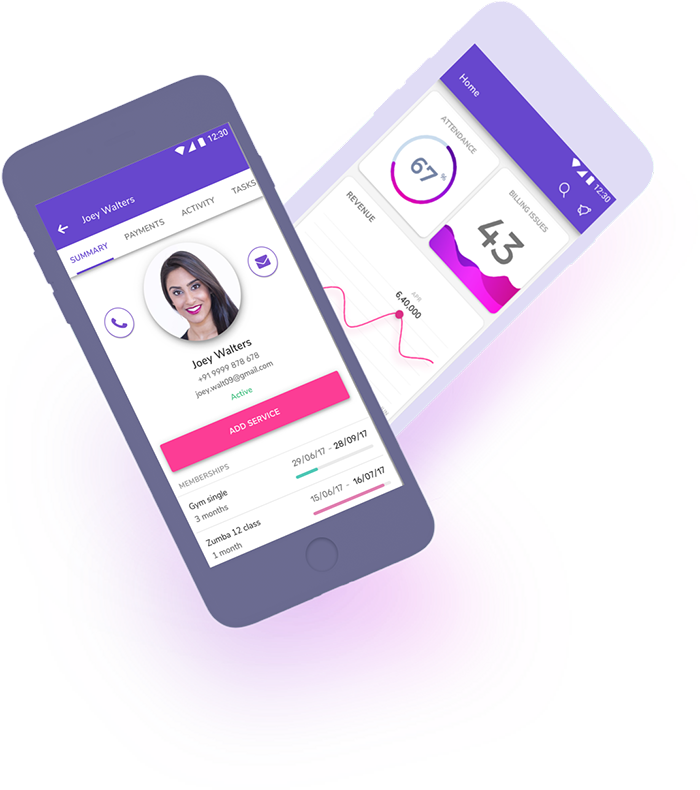 12:30
Joey Walters
SUMMARY PAYMENTS ACTIVITY TASKS
Joey Walters
+91 9999 878 678
joey.walt09@gmail.com
Active
ADD SERVICE
MEMBERSHIPS
Gym single 29/06/17 - 28/09/17
3 months
Zumba 12 class 15/06/17 - 16/07/17
1 month
12:30
Home
ATTENDANCE
67 %
BILLING ISSUES
43
REVENUE
APR
6,40,000